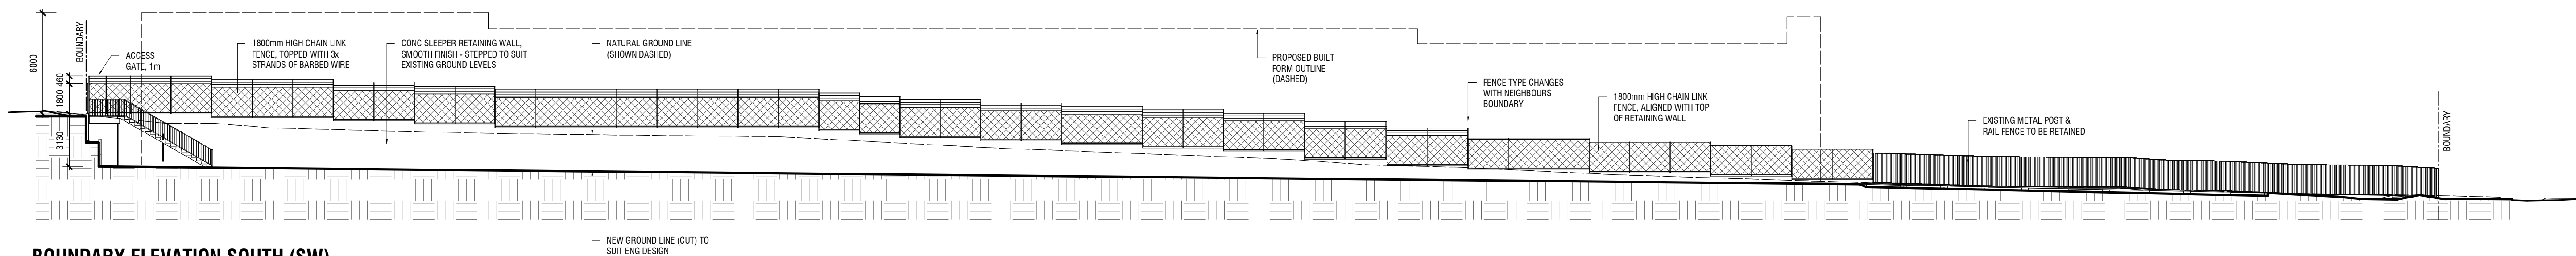 6000
BOUNDARY
460
1800
3130
ACCESS
GATE, 1m
1800mm HIGH CHAIN LINK
FENCE, TOPPED WITH 3x
STRANDS OF BARBED WIRE
CONC SLEEPER RETAINING WALL,
SMOOTH FINISH - STEPPED TO SUIT
EXISTING GROUND LEVELS
NATURAL GROUND LINE
(SHOWN DASHED)
PROPOSED BUILT
FORM OUTLINE
(DASHED)
FENCE TYPE CHANGES
WITH NEIGHBOURS
BOUNDARY
1800mm HIGH CHAIN LINK
FENCE, ALIGNED WITH TOP
OF RETAINING WALL
EXISTING METAL POST &
RAIL FENCE TO BE RETAINED
BOUNDARY
NEW GROUND LINE (CUT) TO
SUIT ENG DESIGN
BOUNDARY ELEVATION SOUTH (SW)